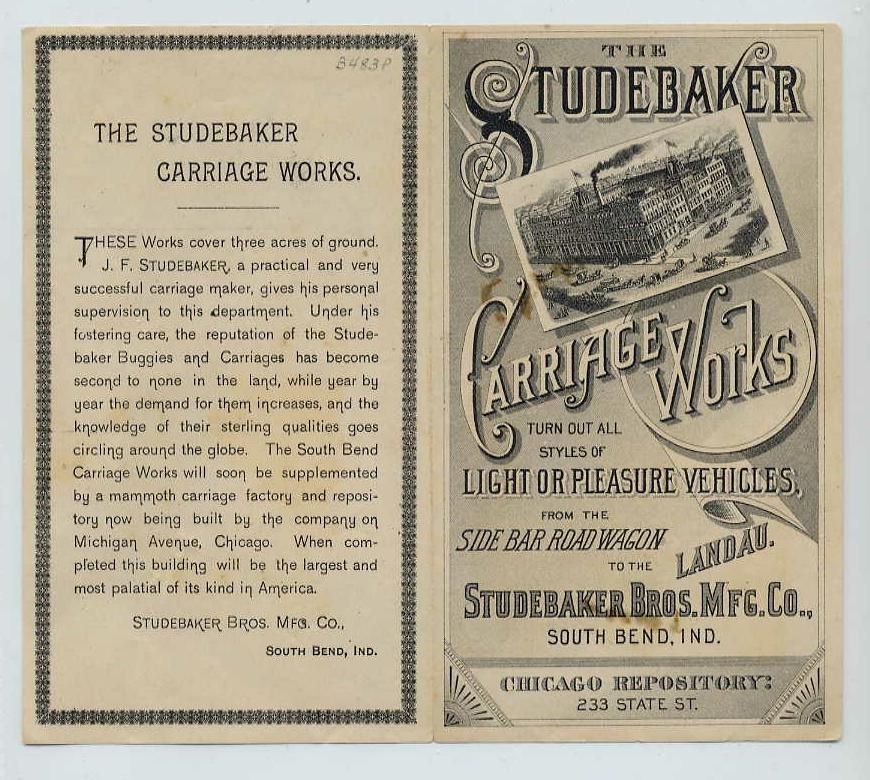 B483P
THE STUDEBAKER
CARRIAGE WORKS.
THESE Works cover three acres of ground.
J. F. STUDEBAKER, a practical and very
successful carriage maker, gives his personal
supervision to this department. Under his
fostering care, the reputation of the Stude-
baker Buggies and Carriages has become
second to none in the land, while year by
year the demand for them increases, and the
knowledge of their sterling qualities goes
circling around the globe. The South Bend
Carriage Works will soon be supplemented
by a mammoth carriage factory and reposi-
tory now being built by the company on
Michigan Avenue, Chicago. When com-
pleted this building will be the largest and
most palatial of its kind in America.
STUDEBAKER BROS. MFG. CO.,
SOUTH BEND, IND.
THE
STUDEBAKER
CARRIAGE
WORKS
TURN OUT ALL
STYLES OF
LIGHT OR PLEASURE VEHICLES,
FROM THE
SIDE BAR ROAD WAGON
TO THE
LANDAU.
STUDEBAKER BROS. MFG. CO.,
SOUTH BEND, IND.
CHICAGO REPOSITORY:
233 STATE ST.